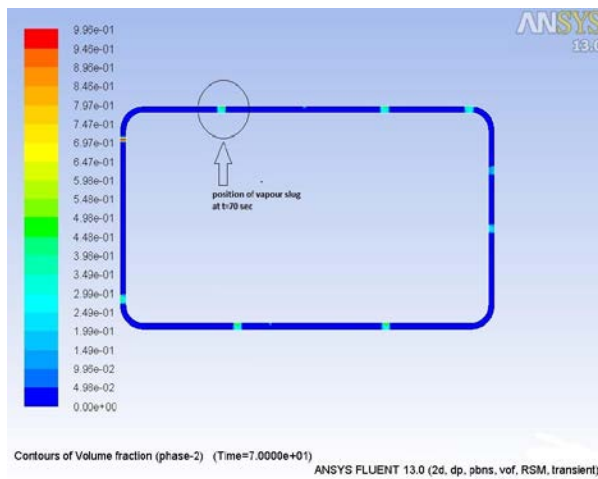 ANSYS
13.0
9.96e-01
9.46e-01
8.96e-01
8.46e-01
7.97e-01
7.47e-01
6.97e-01
6.47e-01
5.98e-01
5.48e-01
4.98e-01
4.48e-01
3.98e-01
3.49e-01
2.99e-01
2.49e-01
1.99e-01
1.49e-01
9.96e-02
4.98e-02
0.00e+00
position of vapour slug
at t=70 sec
Contours of Volume fraction (phase-2) (Time=7.0000e+01)
ANSYS FLUENT 13.0 (2d, dp, pbns, vof, RSM, transient)